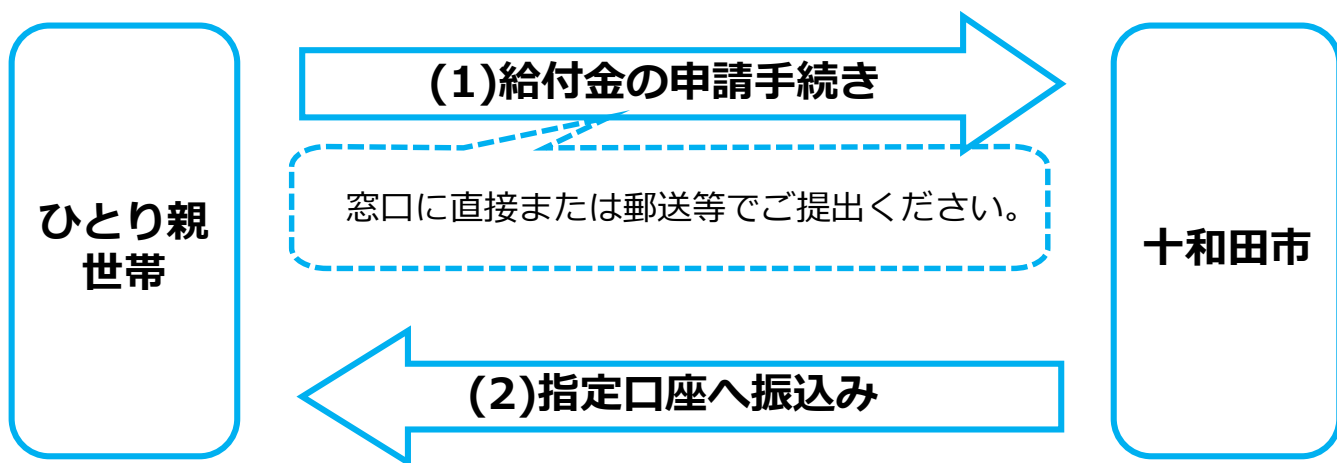 ひとり親
世帯
(1)給付金の申請手続き
窓口に直接または郵送等でご提出ください。
(2)指定口座へ振込み
十和田市